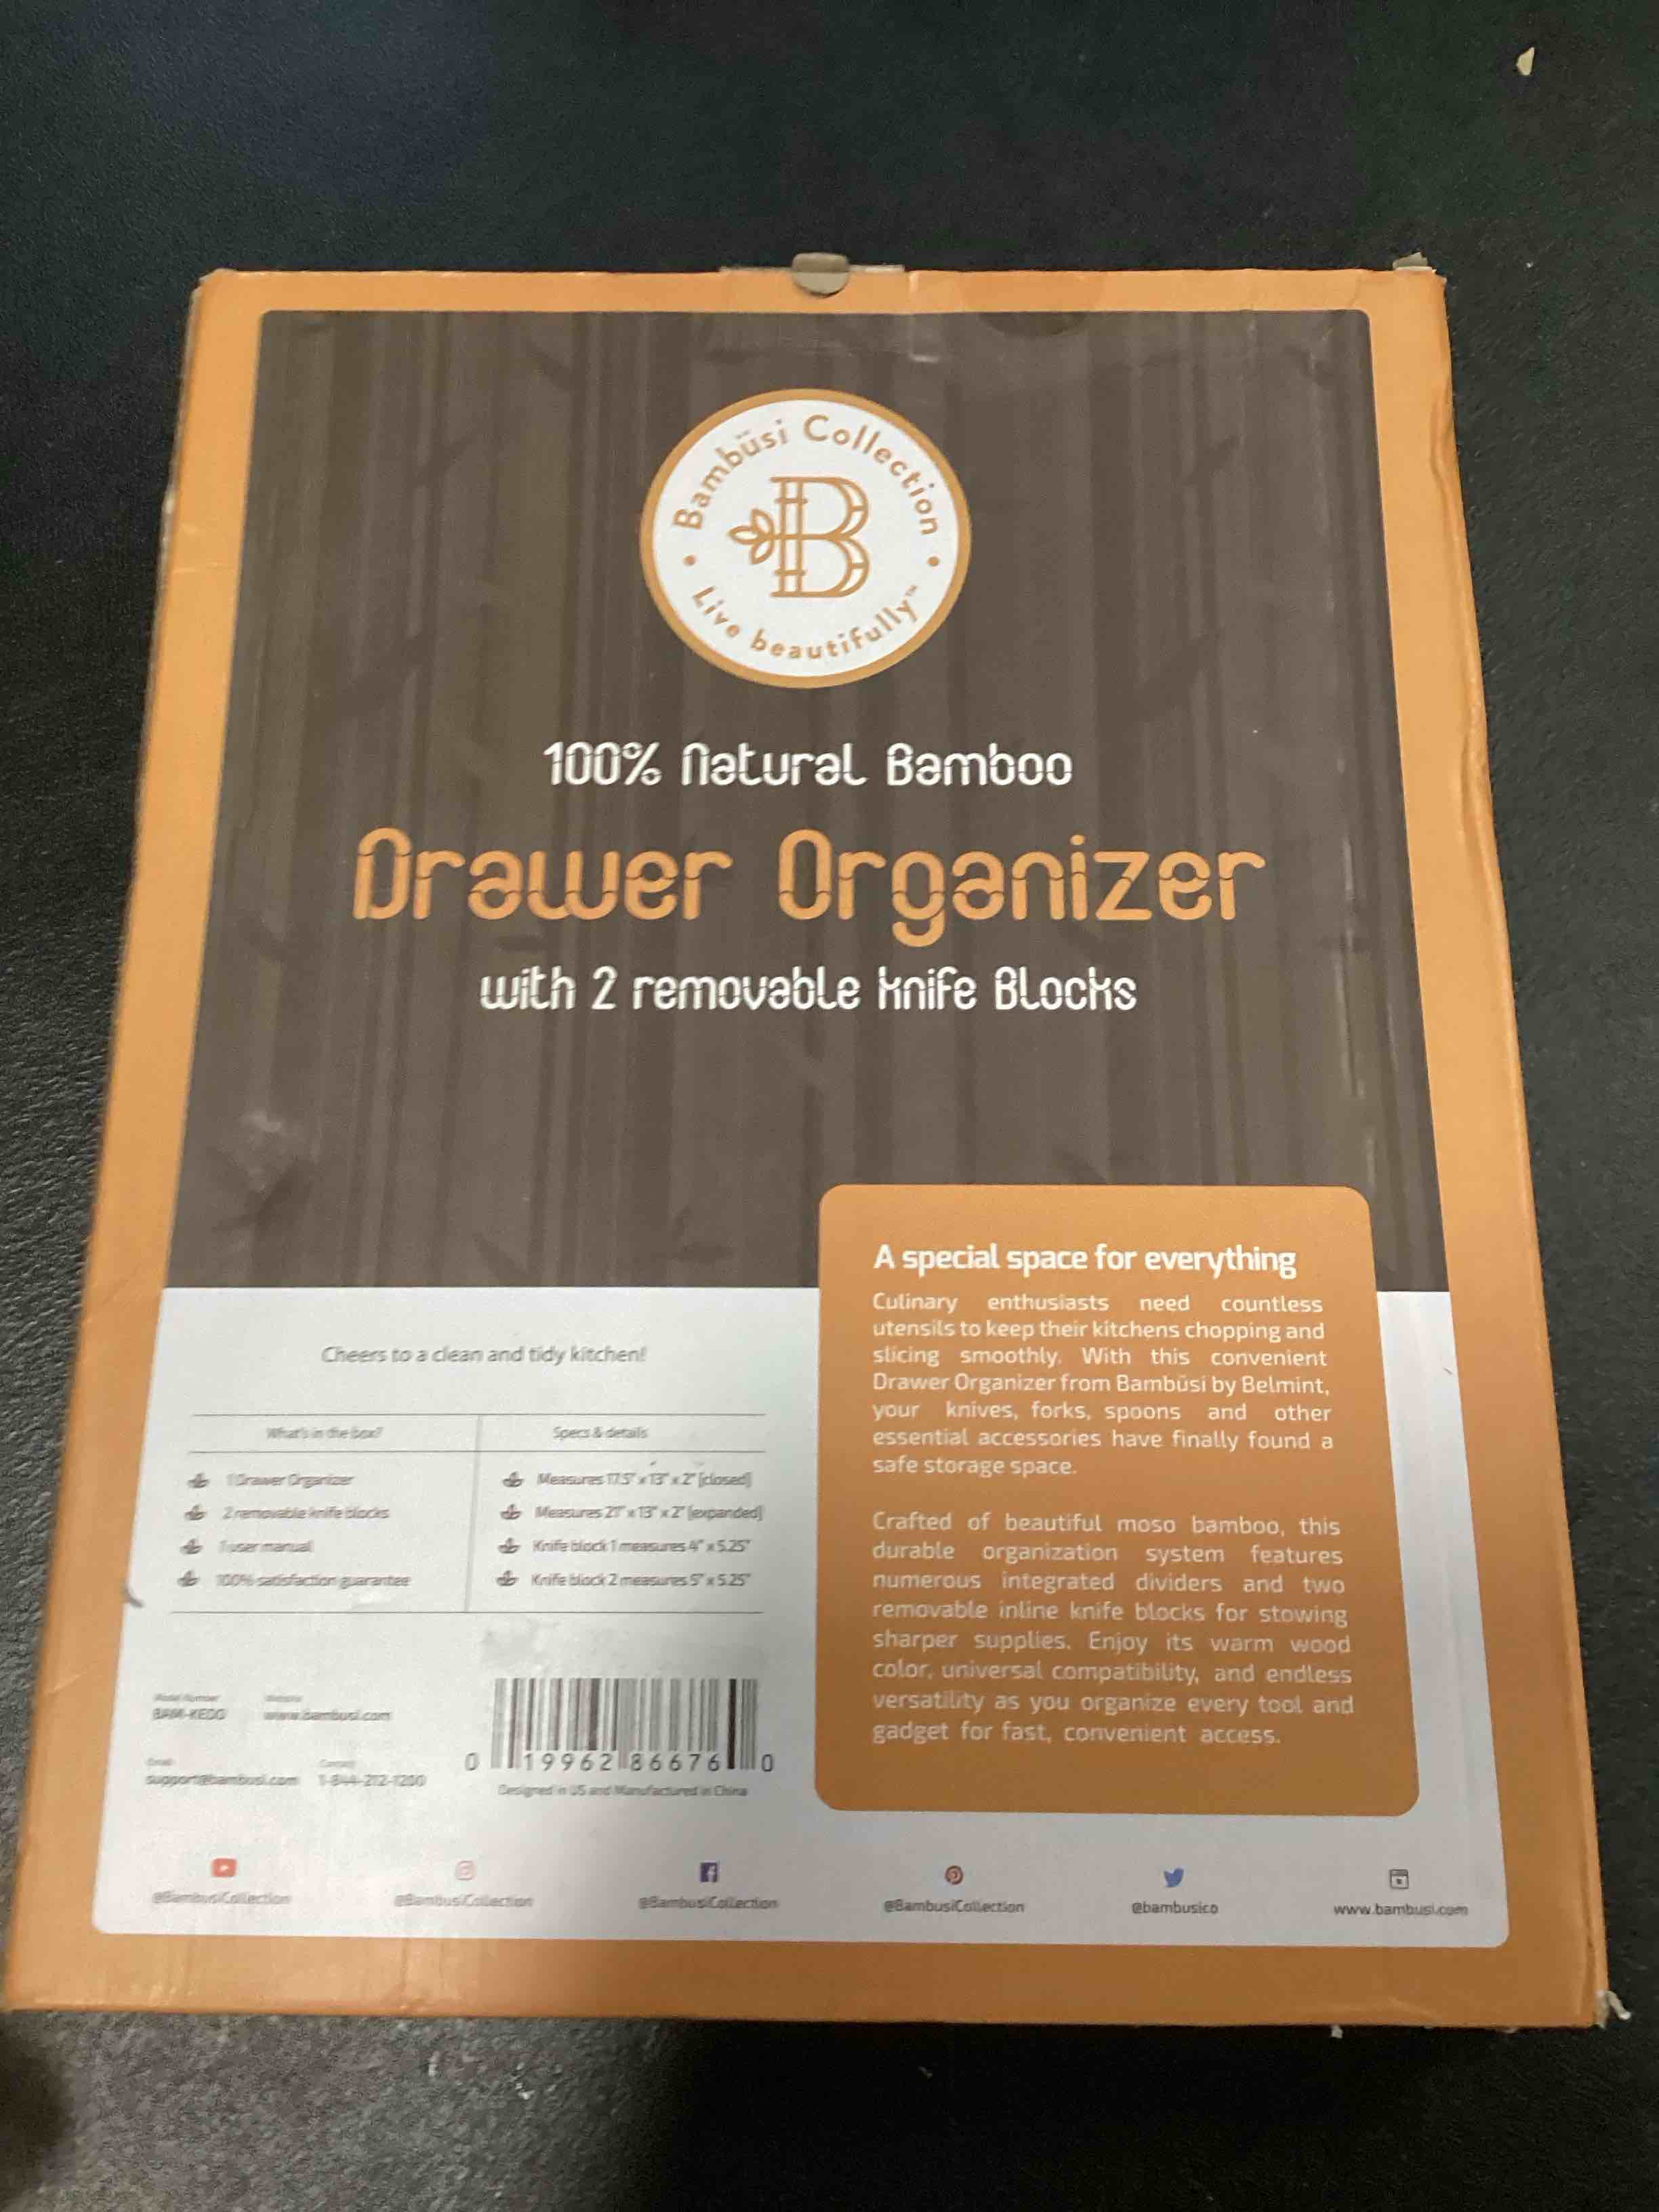 Bambüsi Collection
Live beautifully™
B
100% Natural Bamboo
Drawer Organizer
with 2 removable Knife Blocks
A special space for everything
Culinary enthusiasts need countless
utensils to keep their kitchens chopping and
slicing smoothly. With this convenient
Drawer Organizer from Bambüsi by Belmint,
your knives, forks, spoons and other
essential accessories have finally found a
safe storage space.
Crafted of beautiful moso bamboo, this
durable organization system features
numerous integrated dividers and two
removable inline knife blocks for stowing
sharper supplies. Enjoy its warm wood
color, universal compatibility, and endless
versatility as you organize every tool and
gadget for fast, convenient access.
Cheers to a clean and tidy kitchen!
What's in the box?
1 Drawer Organizer
2 removable knife blocks
1 user manual
100% satisfaction guarantee
Specs & details
Measures 17.5" x 13" x 2" (closed)
Measures 21" x 13" x 2" (expanded)
Knife block 1 measures 4" x 5.25"
Knife block 2 measures 5" x 5.25"
Model Number
Website
www.bambusi.com
Email
Contact
support@bambusi.com 1-844-212-1200
0 19962 86676 0
Designed in US and Manufactured in China
@BambusiCollection
@BambusiCollection
@BambusiCollection
@BambusiCollection
@bambusico
www.bambusi.com